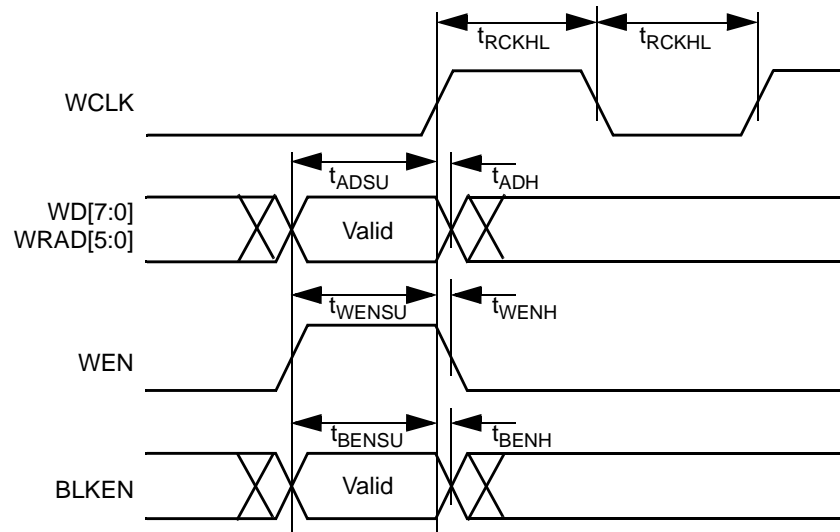 tRCKHL tRCKHL
WCLK
tADSU tADH
WD[7:0]
WRAD[5:0]
Valid
tWENSU tWENH
WEN
tBENSU tBENH
BLKEN
Valid